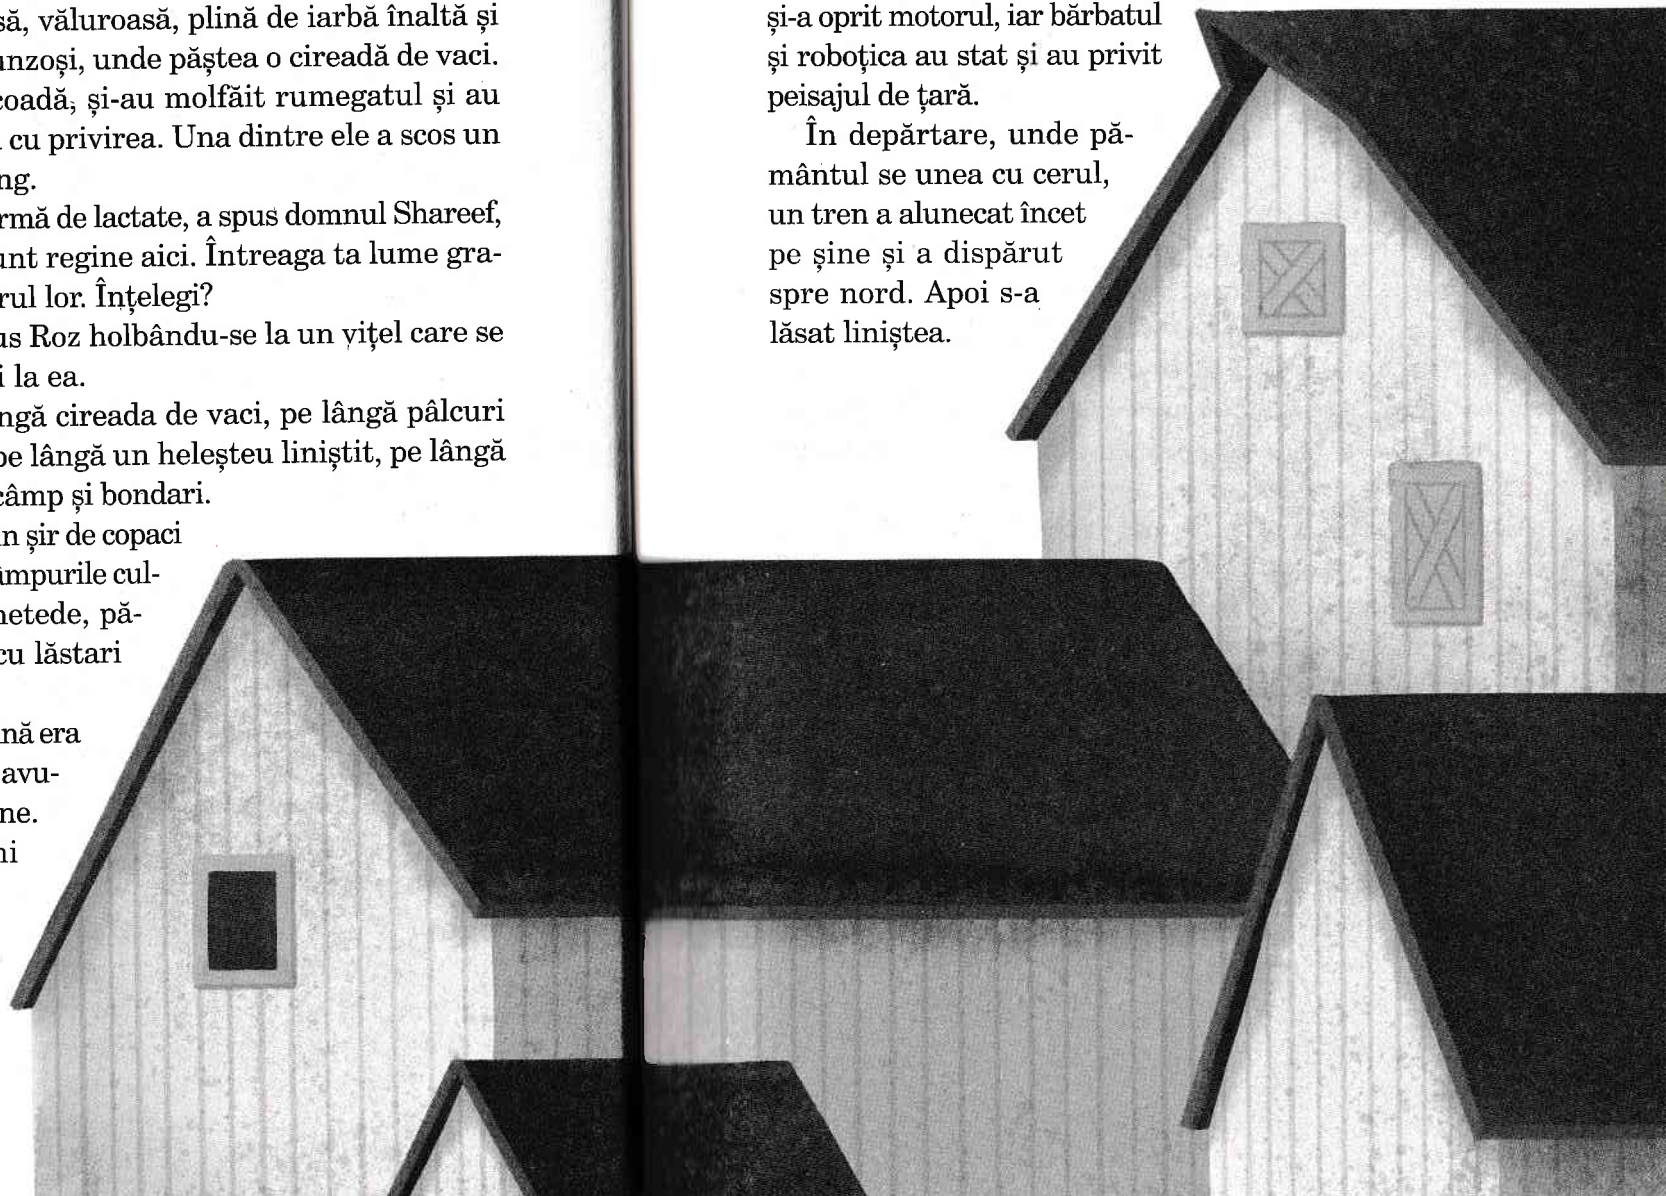 să, văluroasă, plină de iarbă înaltă și
unzoși, unde păștea o cireadă de vaci.
coadă, și-au molfăit rumegatul și au
cu privirea. Una dintre ele a scos un
ng.
rmă de lactate, a spus domnul Shareef,
unt regine aici. Întreaga ta lume gra-
rul lor. Înțelegi?
us Roz holbându-se la un vițel care se
i la ea.
ngă cireada de vaci, pe lângă pâlcuri
pe lângă un heleșteu liniștit, pe lângă
câmp și bondari.
n șir de copaci
âmpurile cul-
netede, pă-
cu lăstari
nă era
avu-
ne.
ni
și-a oprit motorul, iar bărbatul
și roboțica au stat și au privit
peisajul de țară.
În depărtare, unde pă-
mântul se unea cu cerul,
un tren a alunecat încet
pe șine și a dispărut
spre nord. Apoi s-a
lăsat liniștea.